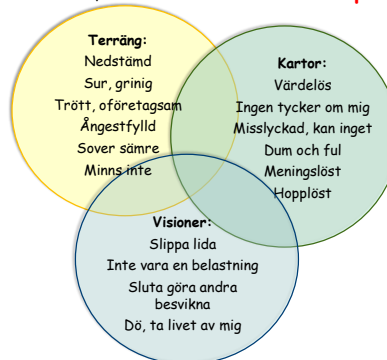 Terräng:
Nedstämd
Sur, grinig
Trött, oföretagsam
Ångestfylld
Sover sämre
Minns inte
Kartor:
Värdelös
Ingen tycker om mig
Misslyckad, kan inget
Dum och ful
Meningslöst
Hopplöst
Visioner:
Slippa lida
Inte vara en belastning
Sluta göra andra
besvikna
Dö, ta livet av mig